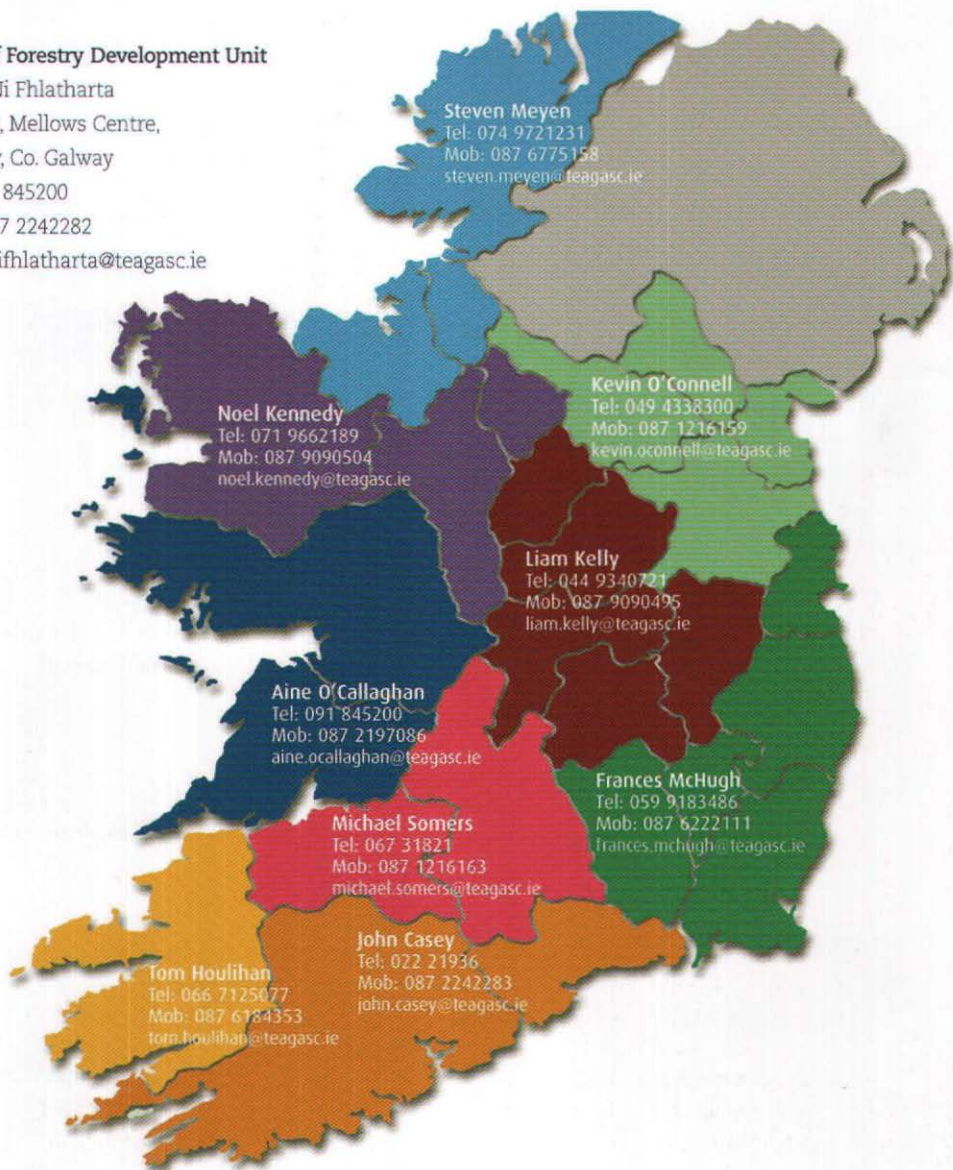 Forestry Development Unit
Ni Fhlatharta
Mellows Centre,
Co. Galway
845200
7 2242282
ifhlatharta@teagasc.ie
Steven Meyen
Tel: 074 9721231
Mob: 087 6775158
steven.meyen@teagasc.ie
Kevin O'Connell
Tel: 049 4338300
Mob: 087 1216159
kevin.oconnell@teagasc.ie
Noel Kennedy
Tel: 071 9662189
Mob: 087 9090504
noel.kennedy@teagasc.ie
Liam Kelly
Tel: 044 9340721
Mob: 087 9090495
liam.kelly@teagasc.ie
Aine O'Callaghan
Tel: 091 845200
Mob: 087 2197086
aine.ocallaghan@teagasc.ie
Frances McHugh
Tel: 059 9183486
Mob: 087 6222111
frances.mchugh@teagasc.ie
Michael Somers
Tel: 067 31821
Mob: 087 1216163
michael.somers@teagasc.ie
John Casey
Tel: 022 21936
Mob: 087 2242283
john.casey@teagasc.ie
Tom Houlihan
Tel: 066 7125077
Mob: 087 6184353
tom.houlihan@teagasc.ie